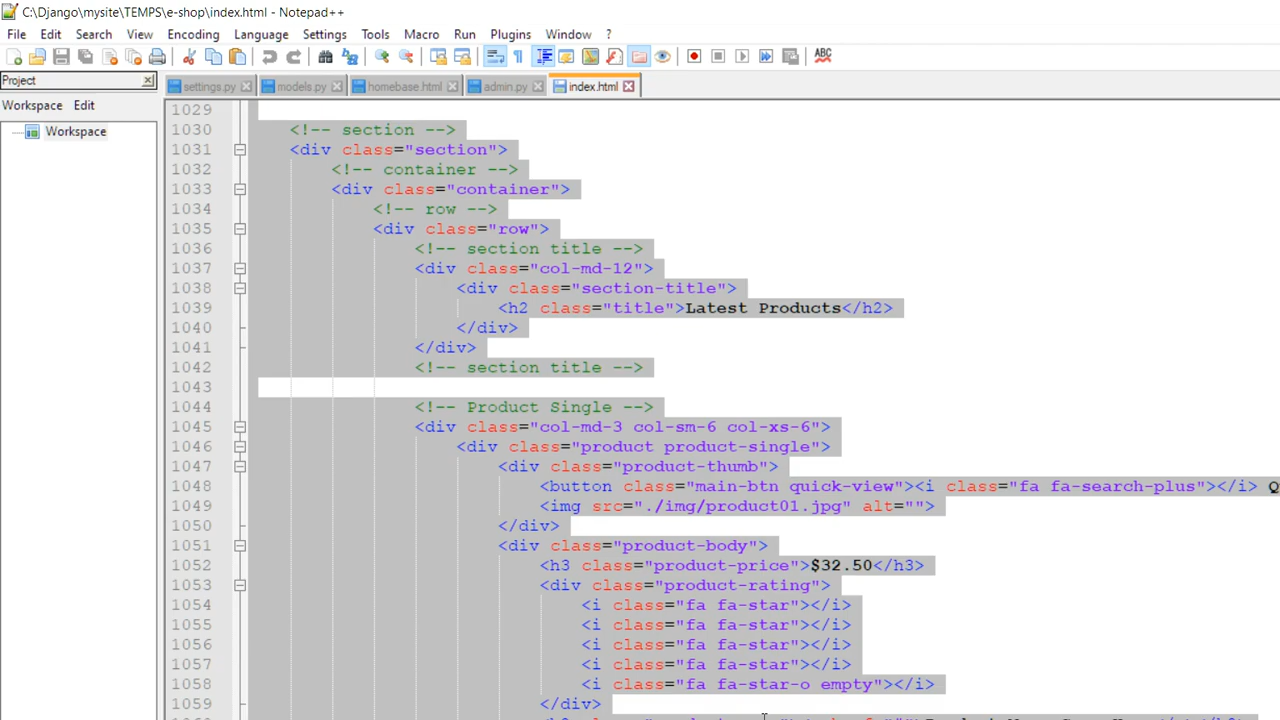 C:\Django\mysite\TEMPS\e-shop\index.html - Notepad++
File Edit Search View Encoding Language Settings Tools Macro Run Plugins Window ?
ABC
Project
settings.py models.py homebase.html admin.py index.html
Workspace Edit
Workspace
1029
1030 <!-- section -->
1031 <div class="section">
1032 <!-- container -->
1033 <div class="container">
1034 <!-- row -->
1035 <div class="row">
1036 <!-- section title -->
1037 <div class="col-md-12">
1038 <div class="section-title">
1039 <h2 class="title">Latest Products</h2>
1040 </div>
1041 </div>
1042 <!-- section title -->
1043
1044 <!-- Product Single -->
1045 <div class="col-md-3 col-sm-6 col-xs-6">
1046 <div class="product product-single">
1047 <div class="product-thumb">
1048 <button class="main-btn quick-view"><i class="fa fa-search-plus"></i> Q
1049 <img src="./img/product01.jpg" alt="">
1050 </div>
1051 <div class="product-body">
1052 <h3 class="product-price">$32.50</h3>
1053 <div class="product-rating">
1054 <i class="fa fa-star"></i>
1055 <i class="fa fa-star"></i>
1056 <i class="fa fa-star"></i>
1057 <i class="fa fa-star"></i>
1058 <i class="fa fa-star-o empty"></i>
1059 </div>